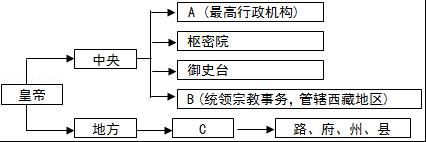 A（最高行政机构）
枢密院
中央
御史台
皇帝
B（统领宗教事务，管辖西藏地区）
地方
C
路、府、州、县